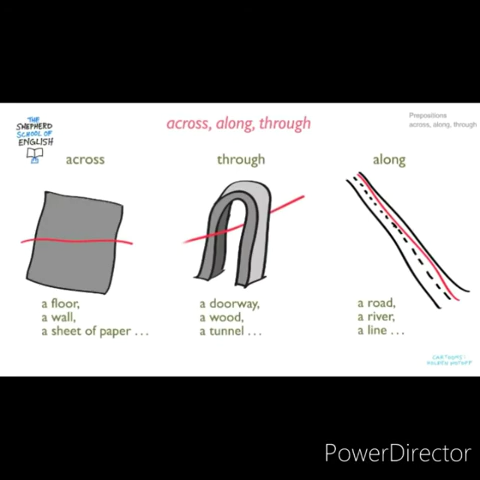 THE
SHEPHERD
SCHOOL OF
ENGLISH
across, along, through
Prepositions
across, along, through
across
through
along
a floor,
a wall,
a sheet of paper . . .
a doorway,
a wood,
a tunnel . . .
a road,
a river,
a line . . .
CARTOONS:
PowerDirector